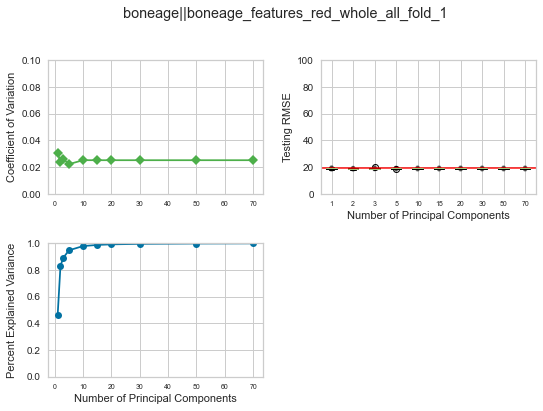 boneage||boneage_features_red_whole_all_fold_1
Coefficient of Variation
0.10
0.08
0.06
0.04
0.02
0.00
0 10 20 30 40 50 60 70
Testing RMSE
100
80
60
40
20
0
1 2 3 5 10 15 20 30 50 70
Number of Principal Components
Percent Explained Variance
1.0
0.8
0.6
0.4
0.2
0.0
0 10 20 30 40 50 60 70
Number of Principal Components